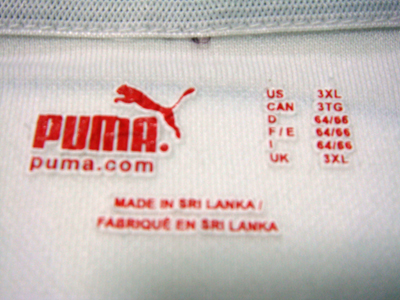 PUMA.
puma.com
US 3XL
CAN 3TG
D 64/66
F/E 64/66
I 64/66
UK 3XL
MADE IN SRI LANKA/
FABRIQUÉ EN SRI LANKA